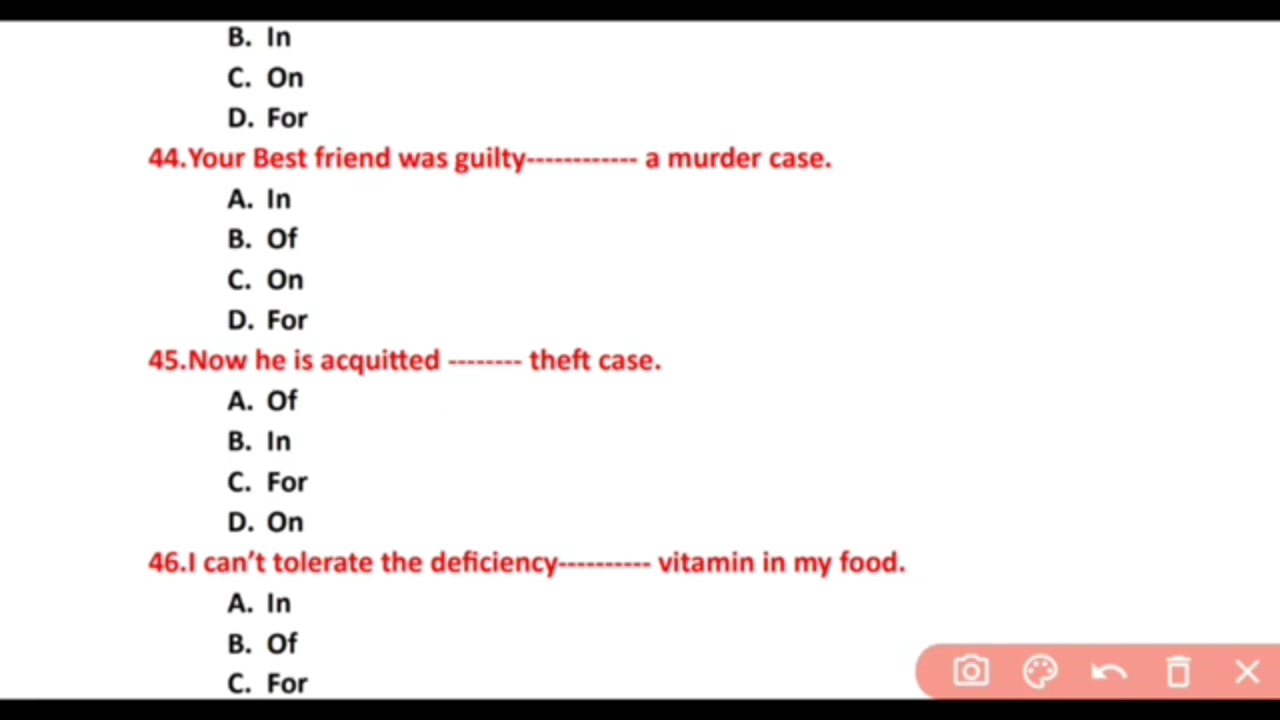 B. In
C. On
D. For
44.Your Best friend was guilty------------ a murder case.
A. In
B. Of
C. On
D. For
45.Now he is acquitted -------- theft case.
A. Of
B. In
C. For
D. On
46.I can’t tolerate the deficiency---------- vitamin in my food.
A. In
B. Of
C. For